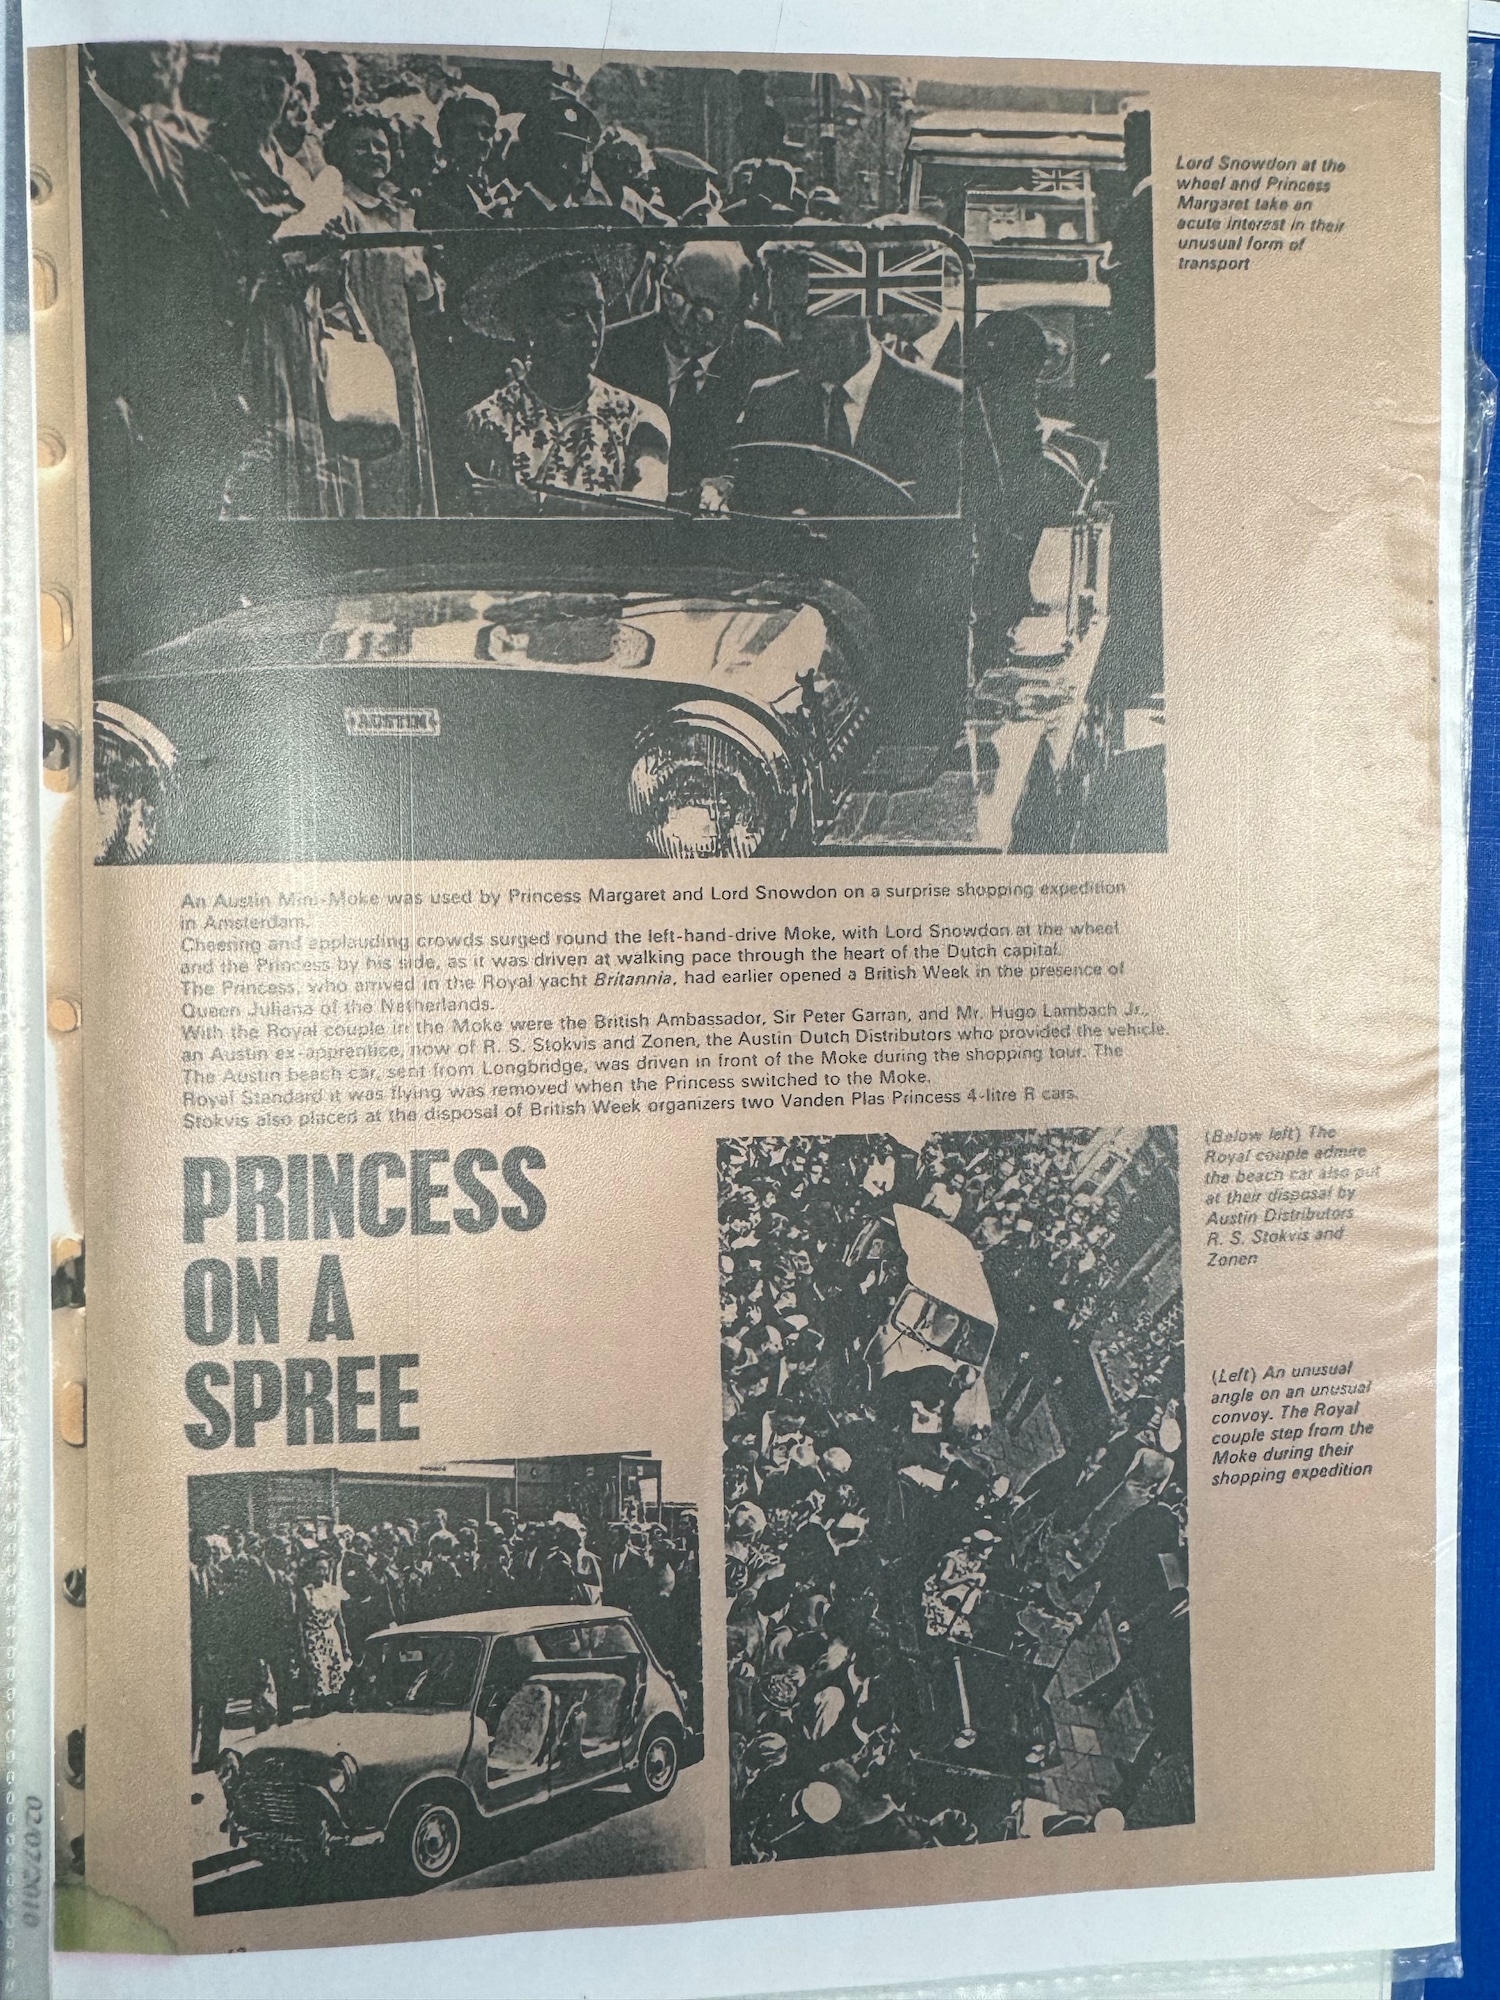 Lord Snowdon at the
wheel and Princess
Margaret take an
acute interest in their
unusual form of
transport
AUSTIN
An Austin Mini-Moke was used by Princess Margaret and Lord Snowdon on a surprise shopping expedition
in Amsterdam.
Cheering and applauding crowds surged round the left-hand-drive Moke, with Lord Snowdon at the wheel
and the Princess by his side, as it was driven at walking pace through the heart of the Dutch capital.
The Princess, who arrived in the Royal yacht Britannia, had earlier opened a British Week in the presence of
Queen Juliana of the Netherlands.
With the Royal couple in the Moke were the British Ambassador, Sir Peter Garran, and Mr. Hugo Lambach Jr.,
an Austin ex-apprentice, now of R. S. Stokvis and Zonen, the Austin Dutch Distributors who provided the vehicle.
The Austin beach car, sent from Longbridge, was driven in front of the Moke during the shopping tour. The
Royal Standard it was flying was removed when the Princess switched to the Moke.
Stokvis also placed at the disposal of British Week organizers two Vanden Plas Princess 4-litre R cars.
PRINCESS
ON A
SPREE
(Below left) The
Royal couple admire
the beach car also put
at their disposal by
Austin Distributors
R. S. Stokvis and
Zonen
(Left) An unusual
angle on an unusual
convoy. The Royal
couple step from the
Moke during their
shopping expedition
02/07/2010